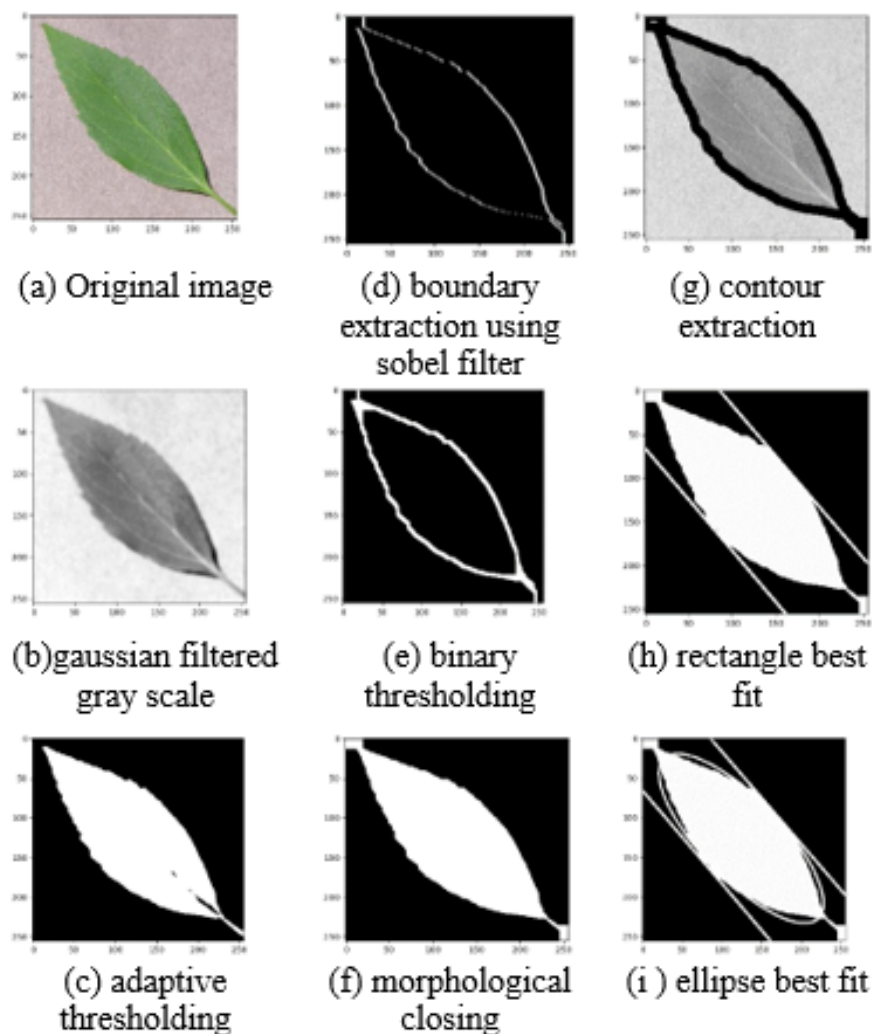 (a) Original image
(d) boundary
extraction using
sobel filter
(g) contour
extraction
(b)gaussian filtered
gray scale
(e) binary
thresholding
(h) rectangle best
fit
(c) adaptive
thresholding
(f) morphological
closing
(i ) ellipse best fit